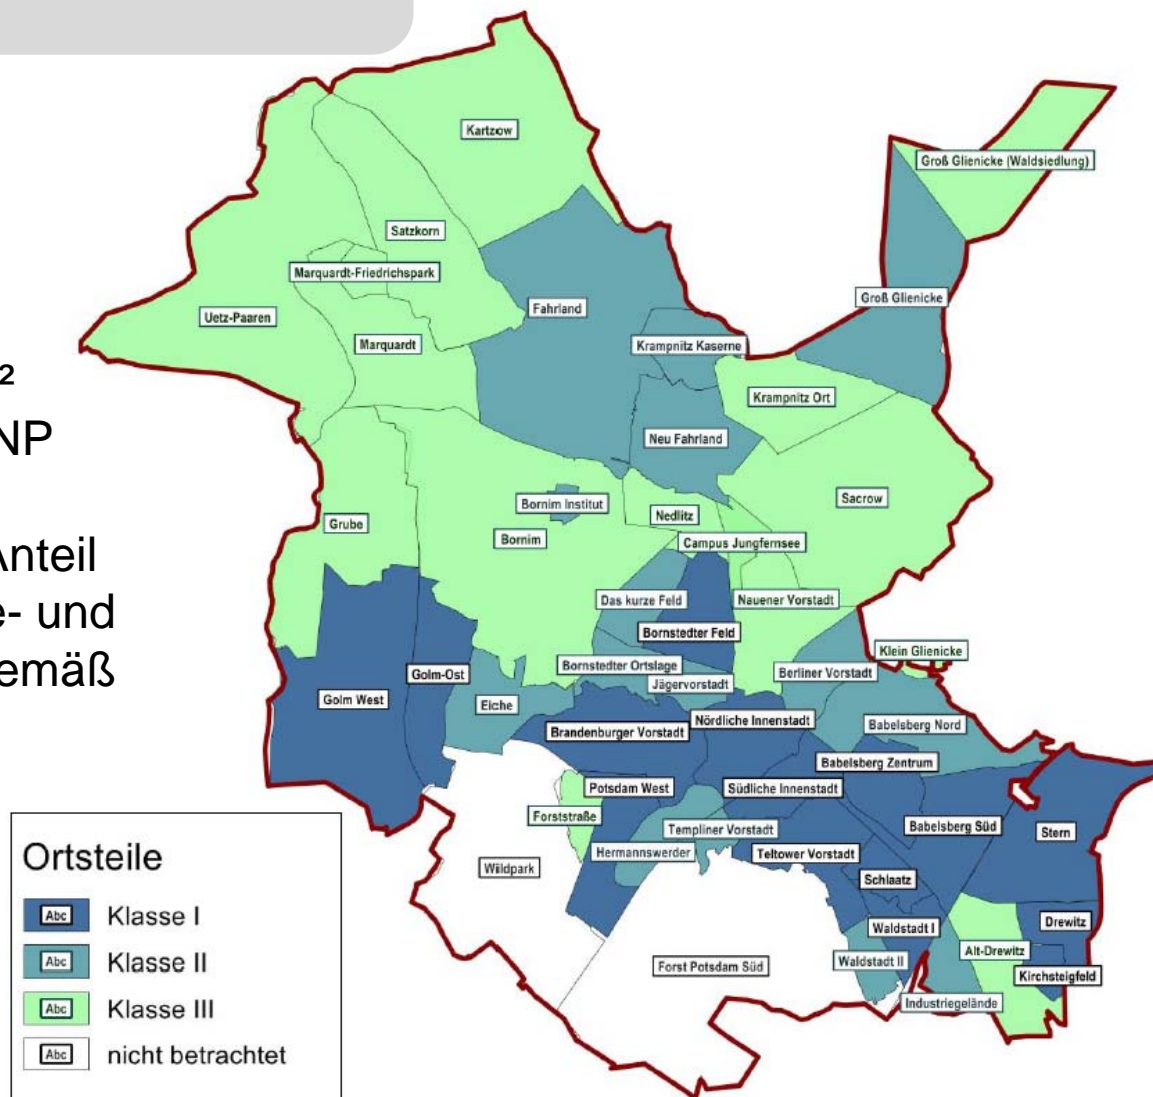 ²
NP
Anteil
e- und
emäß
Kartzow
Groß Glienicke (Waldsiedlung)
Satzkorn
Marquardt-Friedrichspark
Groß Glienicke
Uetz-Paaren
Fahrland
Marquardt
Krampnitz Kaserne
Krampnitz Ort
Neu Fahrland
Sacrow
Bornim Institut
Nedlitz
Grube
Bornim
Campus Jungfernsee
Das kurze Feld
Nauener Vorstadt
Bornstedter Feld
Klein Glienicke
Bornstedter Ortslage
Golm-Ost
Berliner Vorstadt
Jägervorstadt
Golm West
Eiche
Nördliche Innenstadt
Babelsberg Nord
Brandenburger Vorstadt
Babelsberg Zentrum
Potsdam West
Südliche Innenstadt
Forststraße
Templiner Vorstadt
Babelsberg Süd
Stern
Hermannswerder
Teltower Vorstadt
Wildpark
Schlaatz
Waldstadt I
Drewitz
Alt-Drewitz
Waldstadt II
Forst Potsdam Süd
Kirchsteigfeld
Industriegelände
Ortsteile
Abc Klasse I
Abc Klasse II
Abc Klasse III
Abc nicht betrachtet